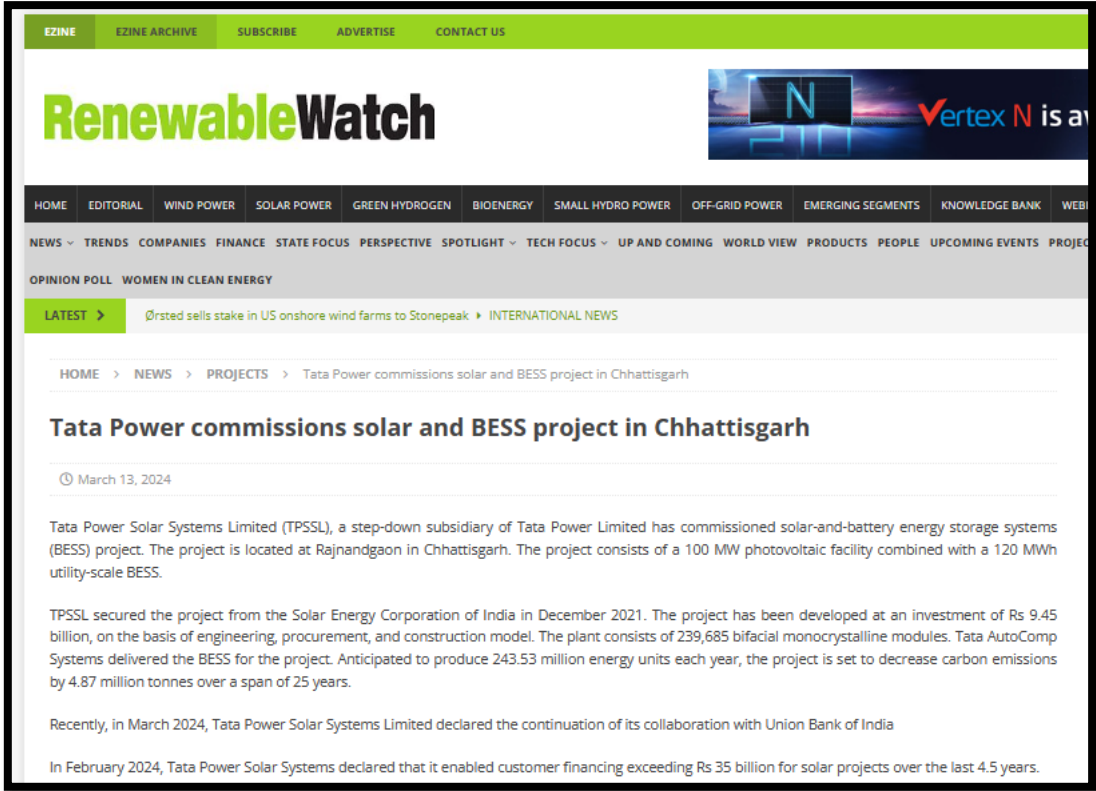 EZINE EZINE ARCHIVE SUBSCRIBE ADVERTISE CONTACT US
RenewableWatch
N
Vertex N is av
HOME EDITORIAL WIND POWER SOLAR POWER GREEN HYDROGEN BIOENERGY SMALL HYDRO POWER OFF-GRID POWER EMERGING SEGMENTS KNOWLEDGE BANK WEBI
NEWS TRENDS COMPANIES FINANCE STATE FOCUS PERSPECTIVE SPOTLIGHT TECH FOCUS UP AND COMING WORLD VIEW PRODUCTS PEOPLE UPCOMING EVENTS PROJEC
OPINION POLL WOMEN IN CLEAN ENERGY
LATEST > Ørsted sells stake in US onshore wind farms to Stonepeak INTERNATIONAL NEWS
HOME > NEWS > PROJECTS > Tata Power commissions solar and BESS project in Chhattisgarh
Tata Power commissions solar and BESS project in Chhattisgarh
March 13, 2024
Tata Power Solar Systems Limited (TPSSL), a step-down subsidiary of Tata Power Limited has commissioned solar-and-battery energy storage systems
(BESS) project. The project is located at Rajnandgaon in Chhattisgarh. The project consists of a 100 MW photovoltaic facility combined with a 120 MWh
utility-scale BESS.
TPSSL secured the project from the Solar Energy Corporation of India in December 2021. The project has been developed at an investment of Rs 9.45
billion, on the basis of engineering, procurement, and construction model. The plant consists of 239,685 bifacial monocrystalline modules. Tata AutoComp
Systems delivered the BESS for the project. Anticipated to produce 243.53 million energy units each year, the project is set to decrease carbon emissions
by 4.87 million tonnes over a span of 25 years.
Recently, in March 2024, Tata Power Solar Systems Limited declared the continuation of its collaboration with Union Bank of India
In February 2024, Tata Power Solar Systems declared that it enabled customer financing exceeding Rs 35 billion for solar projects over the last 4.5 years.